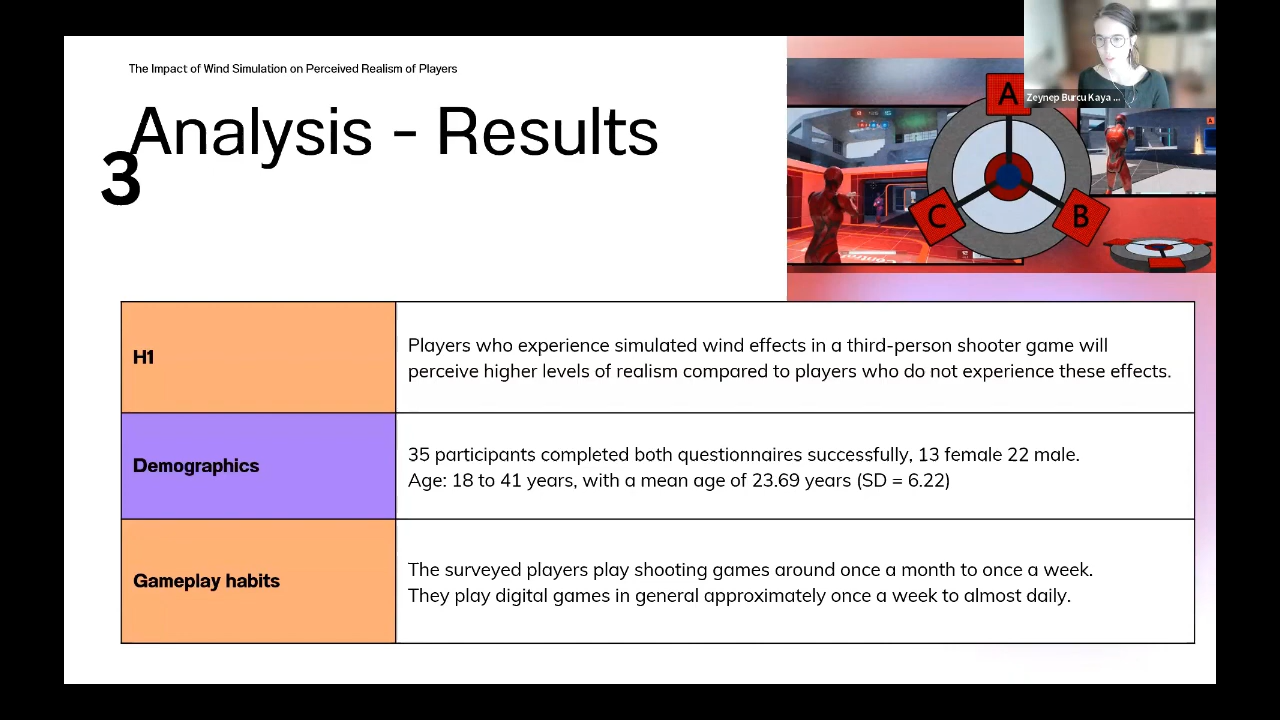 The Impact of Wind Simulation on Perceived Realism of Players
Analysis - Results
3
A
B
C
A
Zeynep Burcu Kaya ...
H1
Players who experience simulated wind effects in a third-person shooter game will
perceive higher levels of realism compared to players who do not experience these effects.
Demographics
35 participants completed both questionnaires successfully, 13 female 22 male.
Age: 18 to 41 years, with a mean age of 23.69 years (SD = 6.22)
Gameplay habits
The surveyed players play shooting games around once a month to once a week.
They play digital games in general approximately once a week to almost daily.